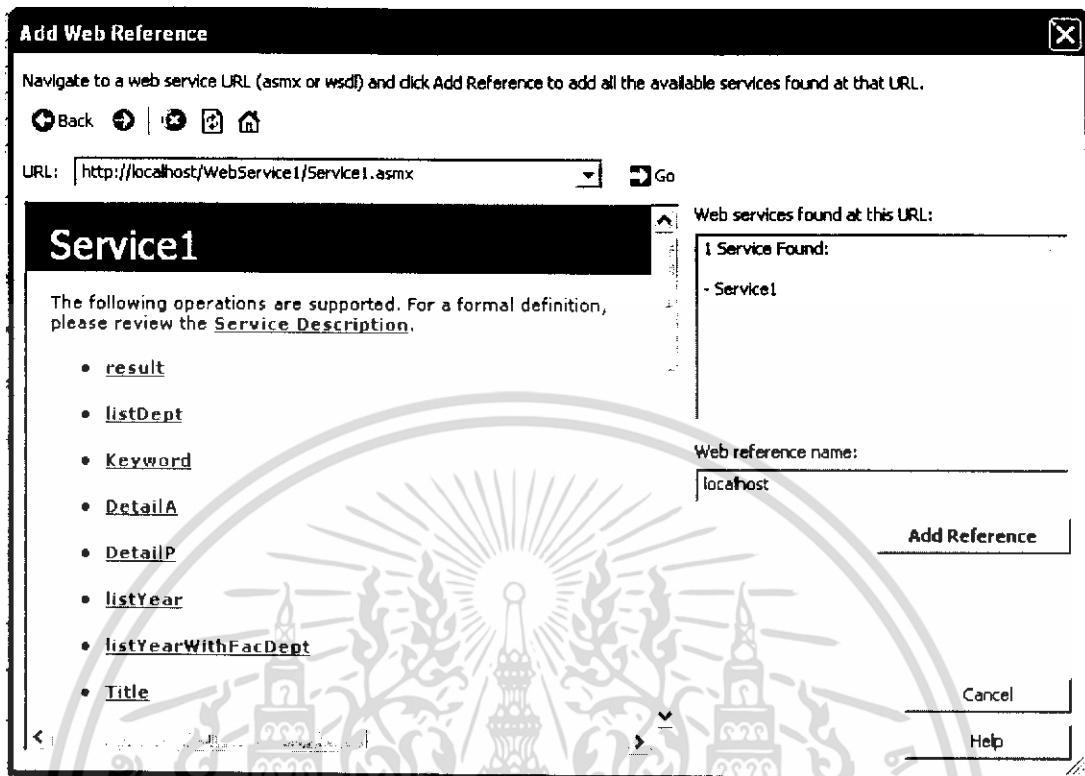 Add Web Reference
Navigate to a web service URL (asmx or wsdl) and click Add Reference to add all the available services found at that URL.
Back
URL: http://localhost/WebService1/Service1.asmx Go
Service1
The following operations are supported. For a formal definition,
please review the Service Description.
• result
• listDept
• Keyword
• DetailA
• DetailP
• listYear
• listYearWithFacDept
• Title
Web services found at this URL:
1 Service Found:
- Service1
Web reference name:
localhost
Add Reference
Cancel
Help